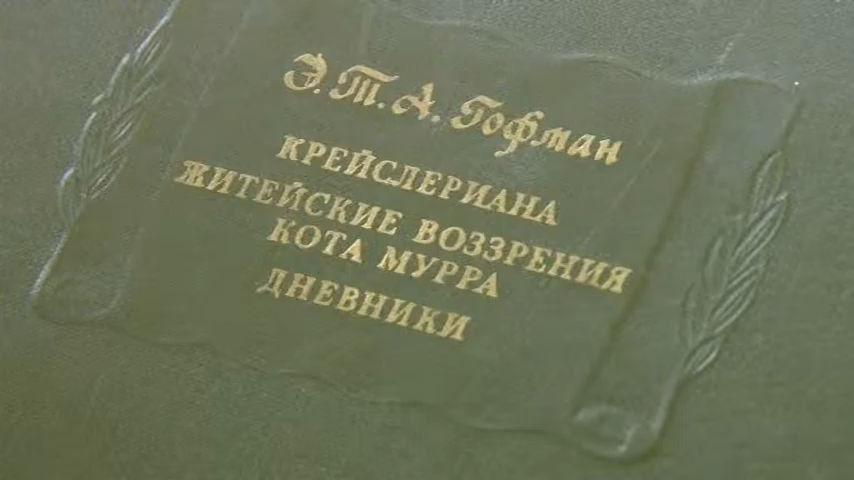 Э. Т. А. Гофман
КРЕЙСЛЕРИАНА
ЖИТЕЙСКИЕ ВОЗЗРЕНИЯ
КОТА МУРРА
ДНЕВНИКИ